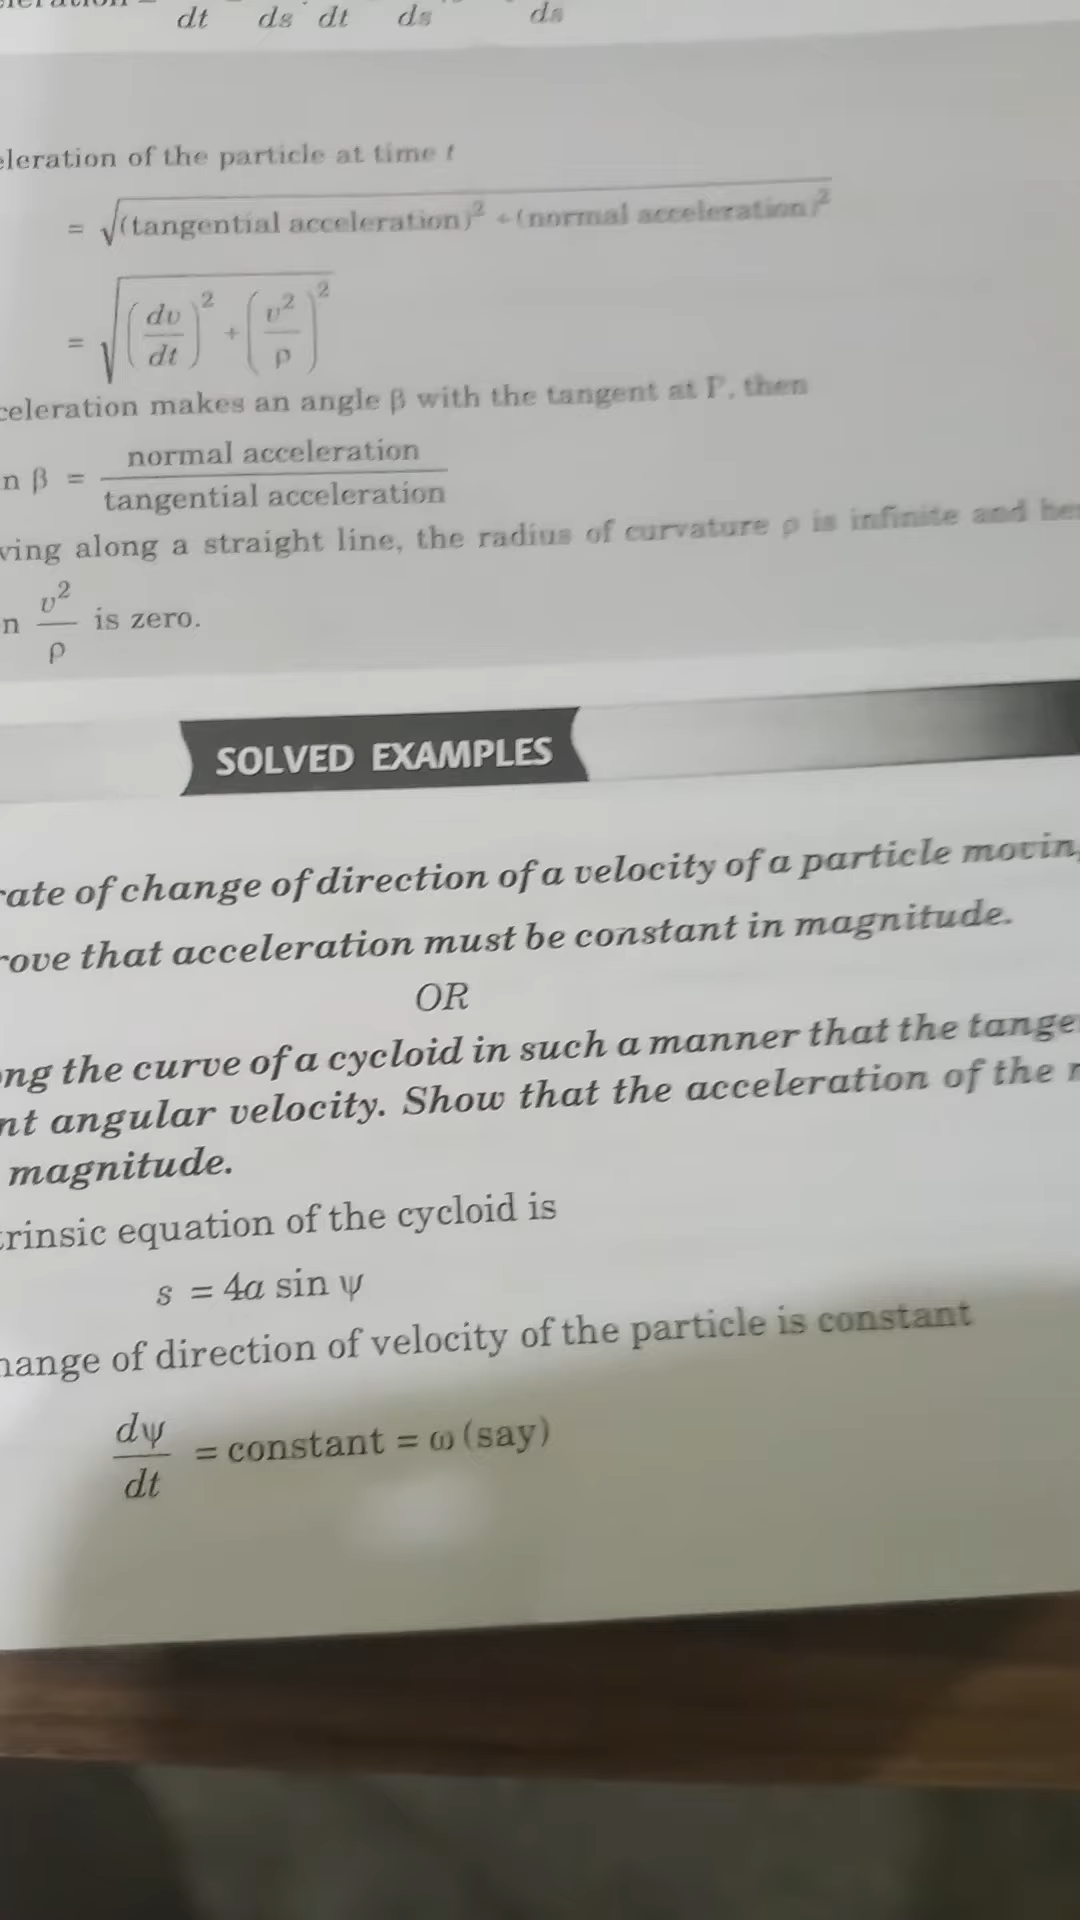 dt ds dt ds ds
eleration of the particle at time t
= √(tangential acceleration)² + (normal acceleration)²
= √(dv/dt)² + (v²/ρ)²
celeration makes an angle β with the tangent at P, then
n β = normal acceleration / tangential acceleration
ving along a straight line, the radius of curvature ρ is infinite and he
n v²/ρ is zero.
SOLVED EXAMPLES
rate of change of direction of a velocity of a particle movin
rove that acceleration must be constant in magnitude.
OR
ong the curve of a cycloid in such a manner that the tange
nt angular velocity. Show that the acceleration of the
magnitude.
trinsic equation of the cycloid is
s = 4a sin ψ
hange of direction of velocity of the particle is constant
dψ/dt = constant = ω (say)